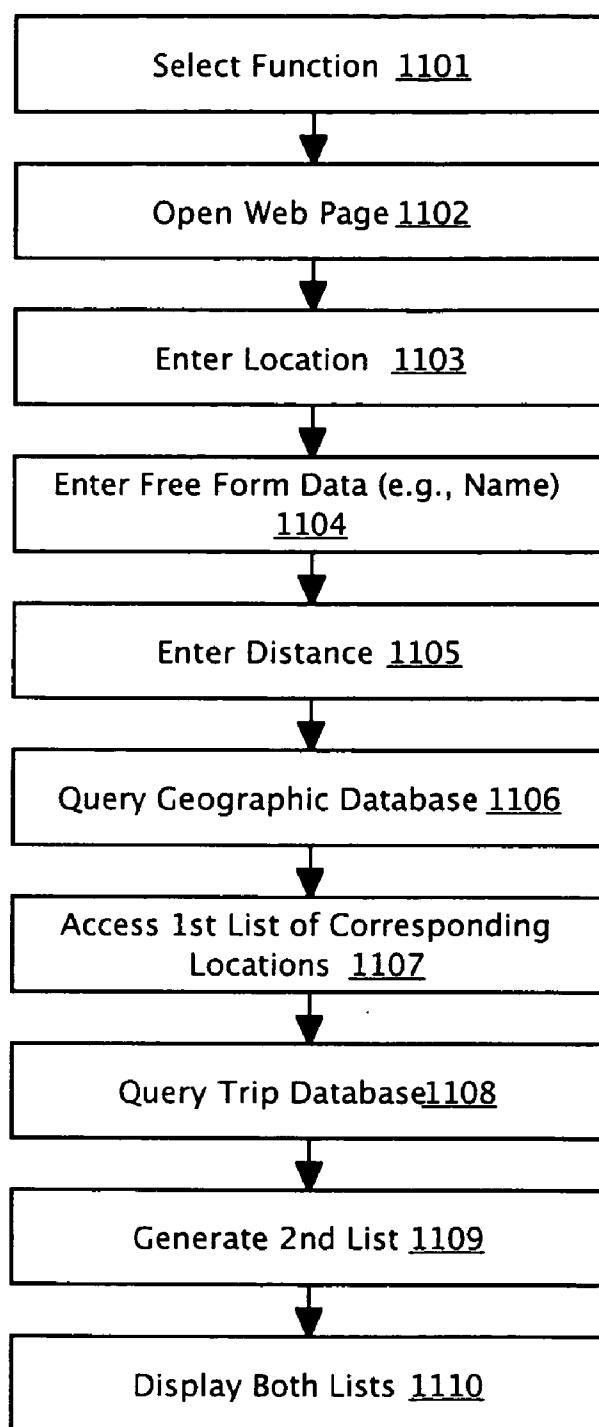 Select Function 1101
Open Web Page 1102
Enter Location 1103
Enter Free Form Data (e.g., Name)
1104
Enter Distance 1105
Query Geographic Database 1106
Access 1st List of Corresponding
Locations 1107
Query Trip Database1108
Generate 2nd List 1109
Display Both Lists 1110